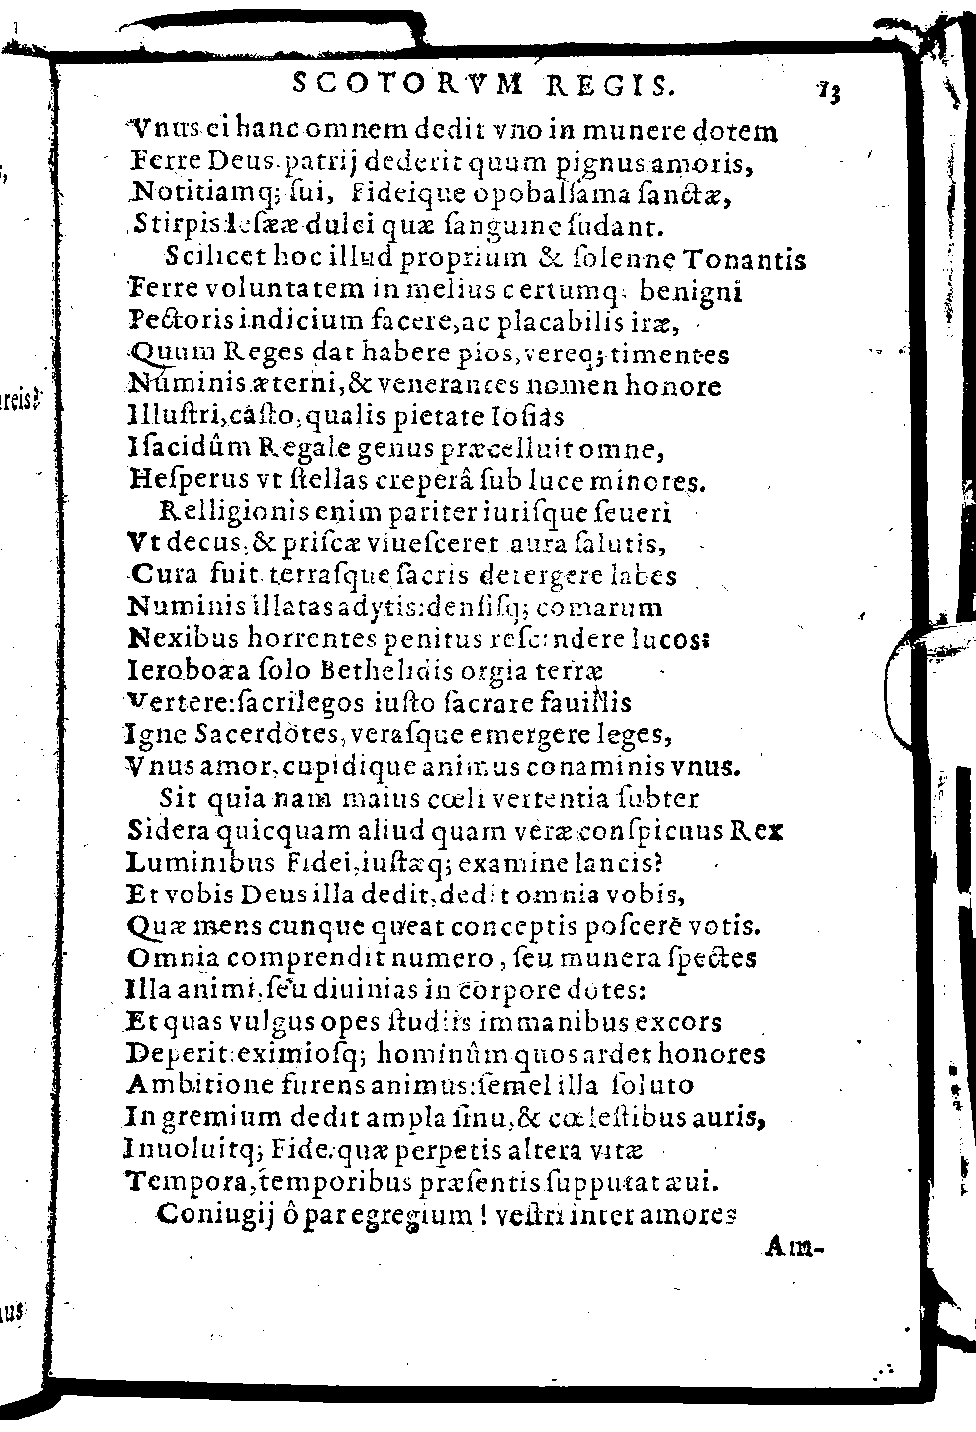 SCOTORVM REGIS. 13
Vnus ei hanc omnem dedit vno in munere dotem
Ferre Deus. patrij dederit quum pignus amoris,
Notitiamq; ſui, Fideique opobalſama ſanctæ,
Stirpis Ieſææ dulci quæ ſanguine ſudant.
Scilicet hoc illud proprium & ſolenne Tonantis
Ferre voluntatem in melius certumq; benigni
Pectoris indicium facere, ac placabilis iræ,
Quum Reges dat habere pios, vereq; timentes
Numinis æterni, & venerantes nomen honore
Illuſtri, caſto, qualis pietate Ioſias
Iſacidûm Regale genus præcelluit omne,
Heſperus vt ſtellas creperâ ſub luce minores.
Relligionis enim pariter iuriſque ſeueri
Vt decus, & priſcæ viueſceret aura ſalutis,
Cura fuit terraſque ſacris detergere labes
Numinis illatas adytis: denſiſq; comarum
Nexibus horrentes penitus reſcindere lucos:
Ieroboæa ſolo Bethelidis orgia terræ
Vertere: ſacrilegos iuſto ſacrare fauillis
Igne Sacerdôtes, veraſque emergere leges,
Vnus amor, cupidique animus conaminis vnus.
Sit quia nam maius cœli vertentia ſubter
Sidera quicquam aliud quam veræ conſpicuus Rex
Luminibus Fidei, iuſtæq; examine lancis?
Et vobis Deus illa dedit, dedit omnia vobis,
Quæ mens cunque queat conceptis poſcere votis.
Omnia comprendit numero, ſeu munera ſpectes
Illa animi, ſeu diuinias in corpore dotes:
Et quas vulgus opes ſtudiis immanibus excors
Deperit: eximioſq; hominûm quos ardet honores
Ambitione furens animus: ſemel illa ſoluto
In gremium dedit ampla ſinu, & cœleſtibus auris,
Inuoluitq; Fide: quæ perpetis altera vitæ
Tempora, temporibus præſentis ſupputat æui.
Coniugij ô par egregium! veſtri inter amores
Am-